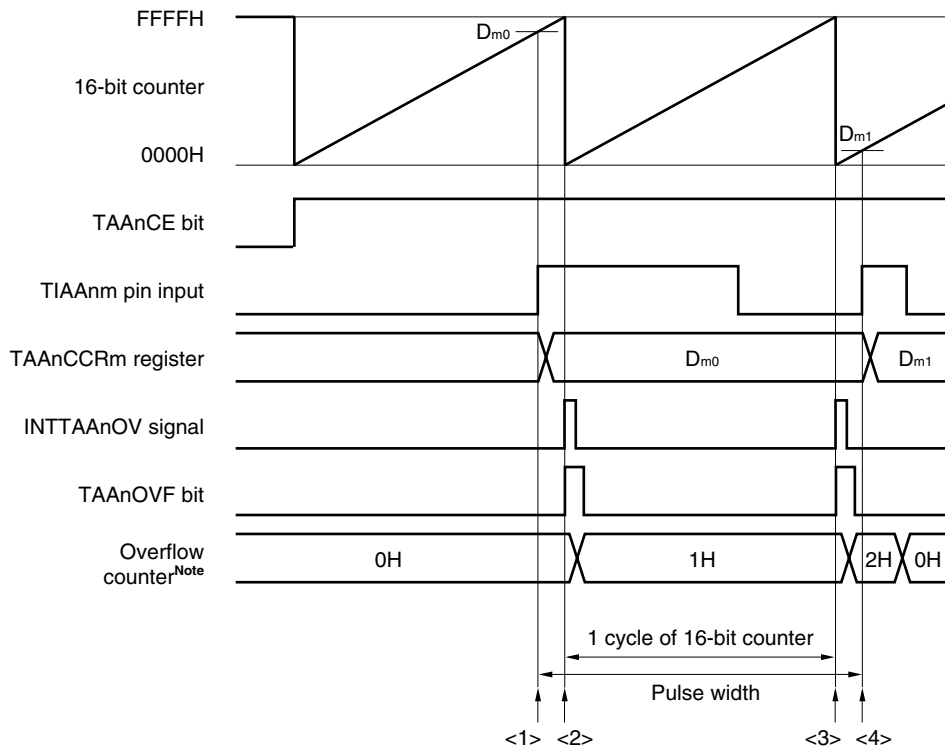 FFFFH
Dm0
16-bit counter
Dm1
0000H
TAAnCE bit
TIAAnm pin input
TAAnCCRm register
Dm0
Dm1
INTTAAnOV signal
TAAnOVF bit
Overflow
counterNote
0H
1H
2H
0H
1 cycle of 16-bit counter
Pulse width
<1>
<2>
<3>
<4>